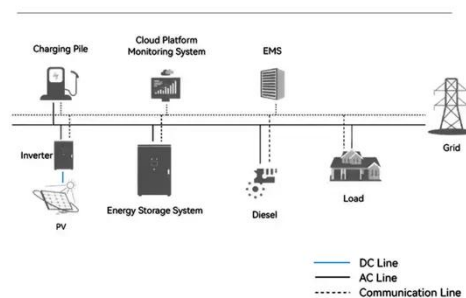 Charging Pile
Cloud Platform
Monitoring System
EMS
Grid
Inverter
PV
Energy Storage System
Diesel
Load
DC Line
AC Line
Communication Line